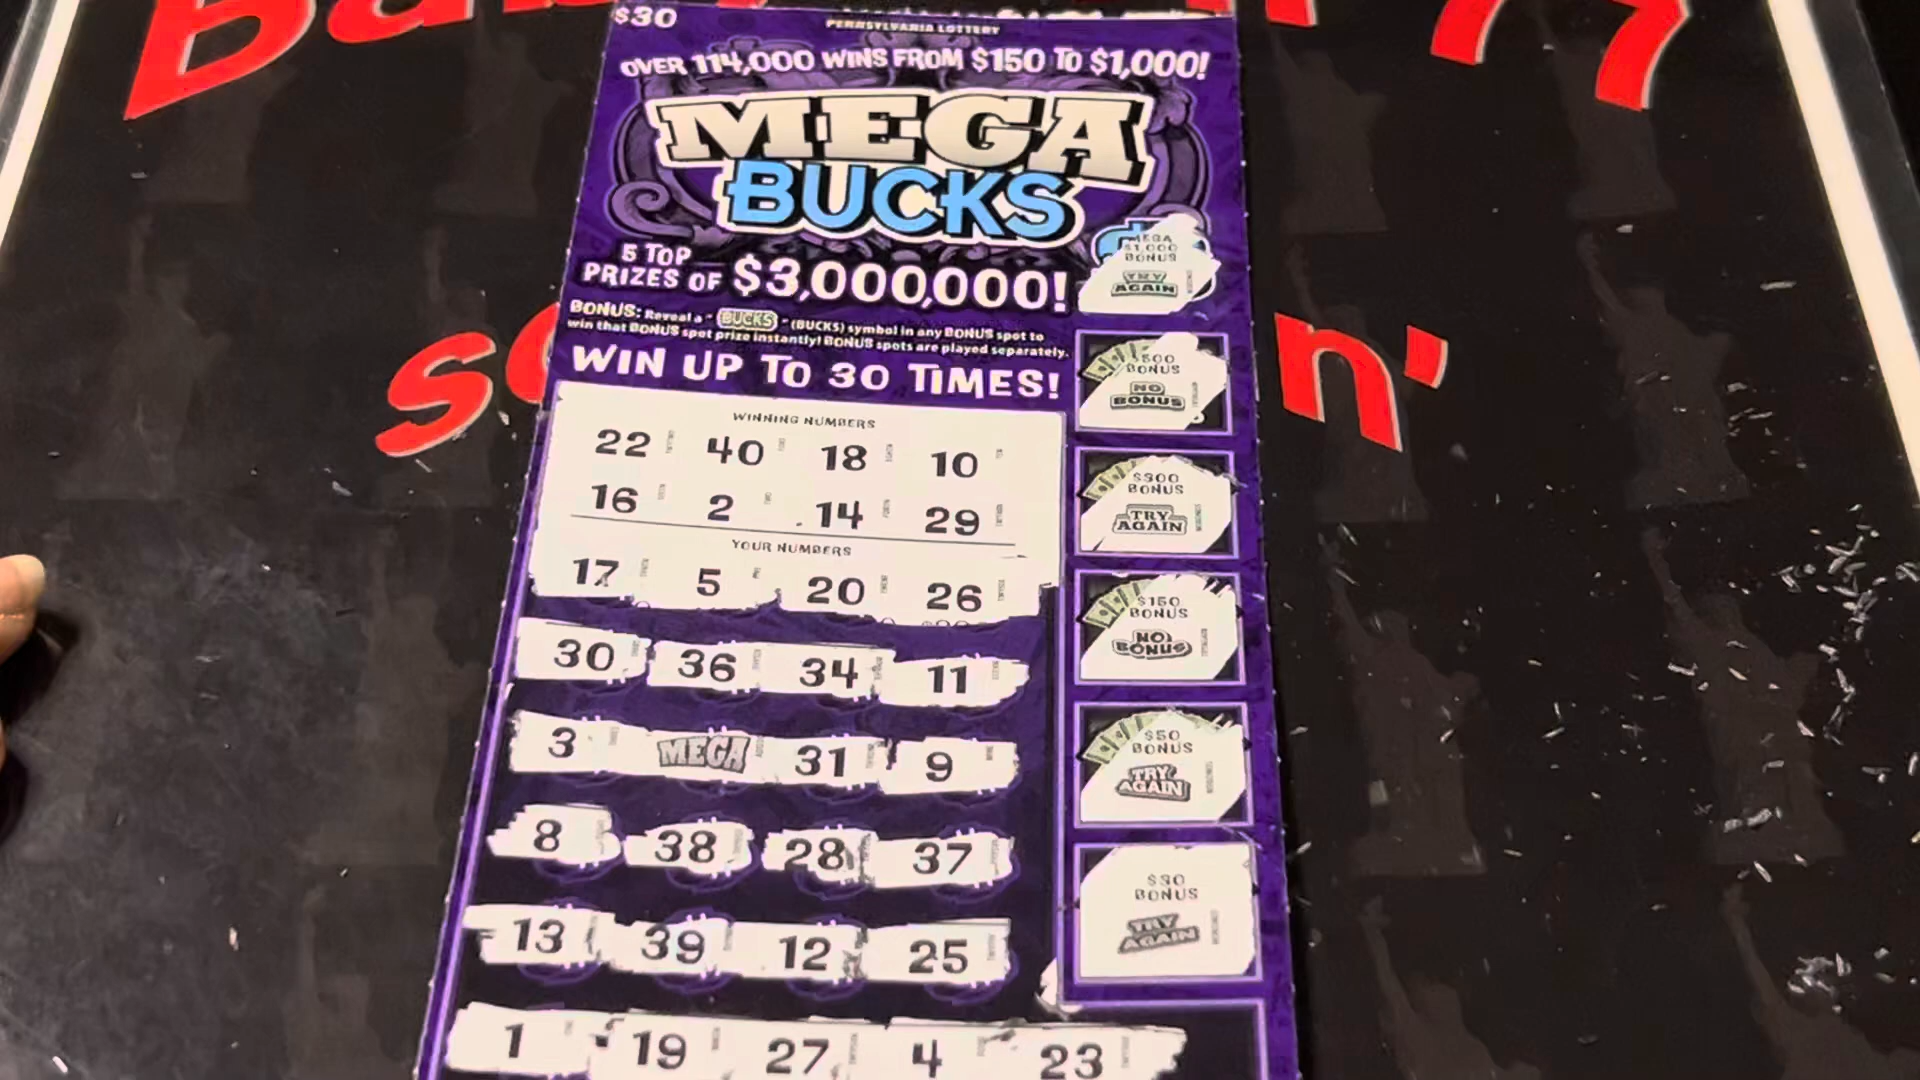 $30
PENNSYLVANIA LOTTERY
OVER 114,000 WINS FROM $150 TO $1,000!
MEGA
BUCKS
5 TOP
PRIZES OF $3,000,000!
BONUS: Reveal a "BUCKS" (BUCKS) symbol in any BONUS spot to
win that BONUS spot prize instantly! BONUS spots are played separately.
WIN UP TO 30 TIMES!
WINNING NUMBERS
22 40 18 10
16 2 14 29
YOUR NUMBERS
17 5 20 26
30 36 34 11
3 MEGA 31 9
8 38 28 37
13 39 12 25
1 19 27 4 23
MEGA
$1,000
BONUS
TRY
AGAIN
$500
BONUS
NO
BONUS
$300
BONUS
TRY
AGAIN
$150
BONUS
NO
BONUS
$50
BONUS
TRY
AGAIN
$30
BONUS
TRY
AGAIN